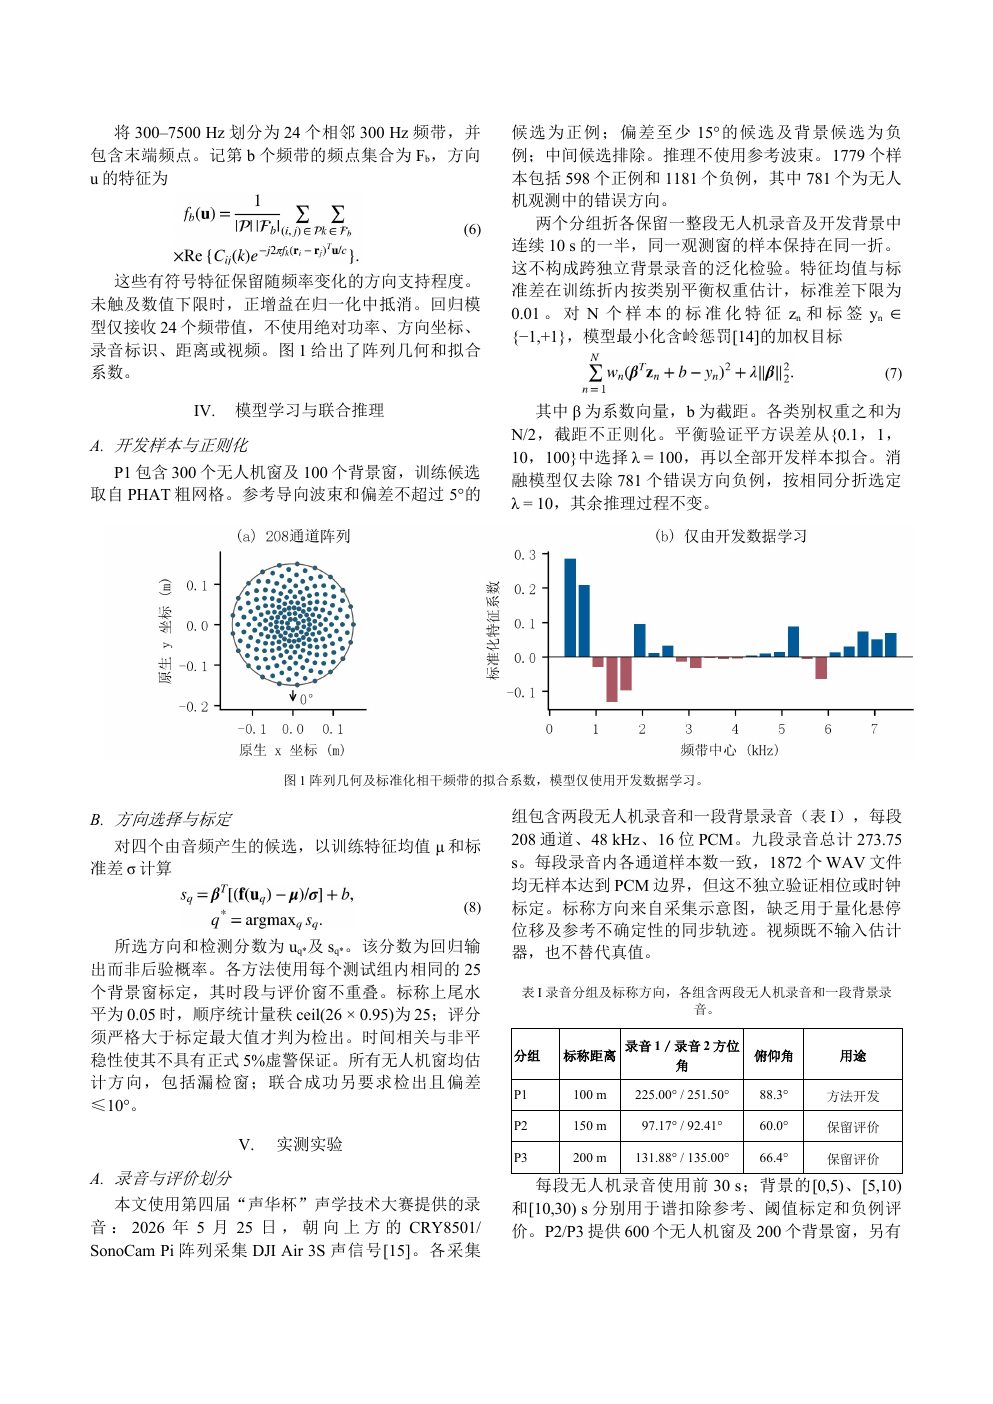 将 300–7500 Hz 划分为 24 个相邻 300 Hz 频带，并
包含末端频点。记第 b 个频带的频点集合为 F_b，方向
u 的特征为
f_b(u) = 1/(|P| |F_b|) ∑_{(i, j) ∈ P} ∑_{k ∈ F_b}
×Re {C_ij(k)e^{−j2πf_k(r_i − r_j)^T u/c}}. (6)
这些有符号特征保留随频率变化的方向支持程度。
未触及数值下限时，正增益在归一化中抵消。回归模
型仅接收 24 个频带值，不使用绝对功率、方向坐标、
录音标识、距离或视频。图 1 给出了阵列几何和拟合
系数。
IV. 模型学习与联合推理
A. 开发样本与正则化
P1 包含 300 个无人机窗及 100 个背景窗，训练候选
取自 PHAT 粗网格。参考导向波束和偏差不超过 5°的
候选为正例；偏差至少 15°的候选及背景候选为负
例；中间候选排除。推理不使用参考波束。1779 个样
本包括 598 个正例和 1181 个负例，其中 781 个为无人
机观测中的错误方向。
两个分组折各保留一整段无人机录音及开发背景中
连续 10 s 的一半，同一观测窗的样本保持在同一折。
这不构成跨独立背景录音的泛化检验。特征均值与标
准差在训练折内按类别平衡权重估计，标准差下限为
0.01 。对 N 个样本的标准化特征 z_n 和标签 y_n ∈
{−1,+1}，模型最小化含岭惩罚[14]的加权目标
∑_{n = 1}^{N} w_n(β^T z_n + b − y_n)^2 + λ||β||_2^2. (7)
其中 β 为系数向量，b 为截距。各类别权重之和为
N/2，截距不正则化。平衡验证平方误差从{0.1，1，
10，100}中选择 λ = 100，再以全部开发样本拟合。消
融模型仅去除 781 个错误方向负例，按相同分折选定
λ = 10，其余推理过程不变。
(a) 208通道阵列
原生 y 坐标 (m)
0.1
0.0
-0.1
-0.2
0°
-0.1 0.0 0.1
原生 x 坐标 (m)
(b) 仅由开发数据学习
标准化特征系数
0.3
0.2
0.1
0.0
-0.1
0 1 2 3 4 5 6 7
频带中心 (kHz)
图 1 阵列几何及标准化相干频带的拟合系数，模型仅使用开发数据学习。
B. 方向选择与标定
对四个由音频产生的候选，以训练特征均值 μ 和标
准差 σ 计算
s_q = β^T[(f(u_q) − μ)/σ] + b,
q^* = argmax_q s_q. (8)
所选方向和检测分数为 u_q*及 s_q*。该分数为回归输
出而非后验概率。各方法使用每个测试组内相同的 25
个背景窗标定，其时段与评价窗不重叠。标称上尾水
平为 0.05 时，顺序统计量秩 ceil(26 × 0.95)为 25；评分
须严格大于标定最大值才判为检出。时间相关与非平
稳性使其不具有正式 5%虚警保证。所有无人机窗均估
计方向，包括漏检窗；联合成功另要求检出且偏差
≤10°。
V. 实测实验
A. 录音与评价划分
本文使用第四届“声华杯”声学技术大赛提供的录
音：2026 年 5 月 25 日，朝向上方的 CRY8501/
SonoCam Pi 阵列采集 DJI Air 3S 声信号[15]。各采集
组包含两段无人机录音和一段背景录音（表 I），每段
208 通道、48 kHz、16 位 PCM。九段录音总计 273.75
s。每段录音内各通道样本数一致，1872 个 WAV 文件
均无样本达到 PCM 边界，但这不独立验证相位或时钟
标定。标称方向来自采集示意图，缺乏用于量化悬停
位移及参考不确定性的同步轨迹。视频既不输入估计
器，也不替代真值。
表 I 录音分组及标称方向，各组含两段无人机录音和一段背景录
音。
分组 标称距离 录音 1 / 录音 2 方位角 俯仰角 用途
P1 100 m 225.00° / 251.50° 88.3° 方法开发
P2 150 m 97.17° / 92.41° 60.0° 保留评价
P3 200 m 131.88° / 135.00° 66.4° 保留评价
每段无人机录音使用前 30 s；背景的[0,5)、[5,10)
和[10,30) s 分别用于谱扣除参考、阈值标定和负例评
价。P2/P3 提供 600 个无人机窗及 200 个背景窗，另有